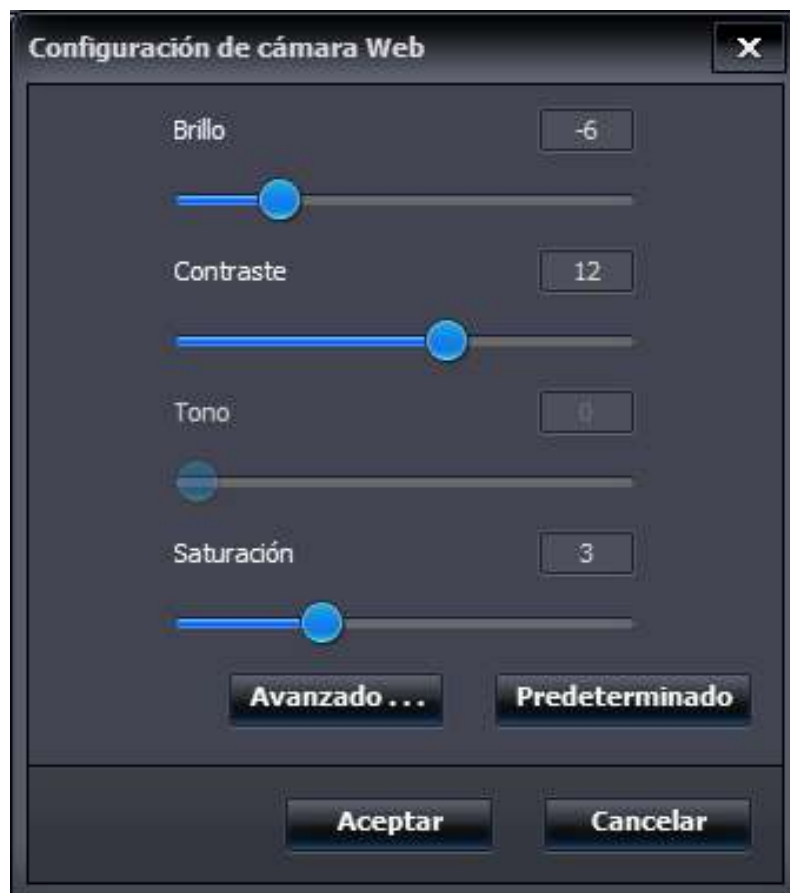 Configuración de cámara Web
Brillo -6
Contraste 12
Tono 0
Saturación 3
Avanzado . . . Predeterminado
Aceptar Cancelar